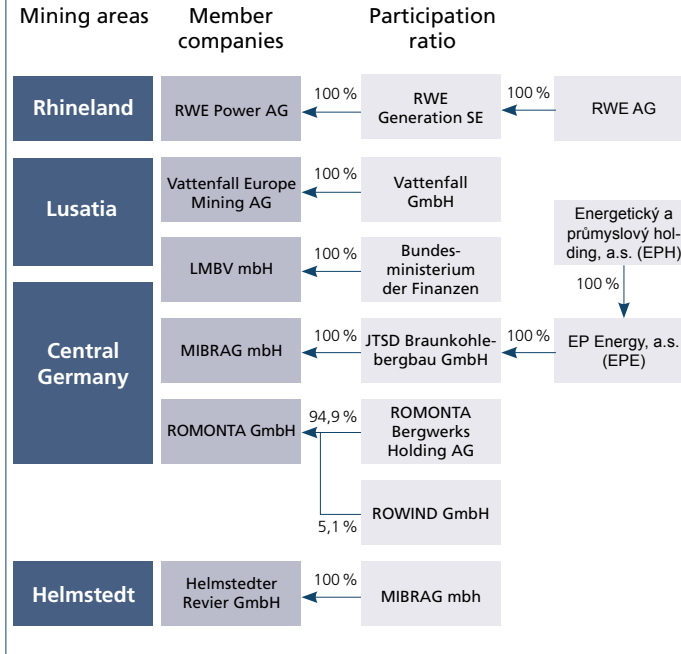 Mining areas
Member
companies
Participation
ratio
Rhineland
RWE Power AG
100 %
RWE
Generation SE
100 %
RWE AG
Lusatia
Vattenfall Europe
Mining AG
100 %
Vattenfall
GmbH
LMBV mbH
100 %
Bundes-
ministerium
der Finanzen
Energetický a
průmyslový hol-
ding, a.s. (EPH)
100 %
Central
Germany
MIBRAG mbH
100 %
JTSD Braunkohle-
bergbau GmbH
100 %
EP Energy, a.s.
(EPE)
ROMONTA GmbH
94,9 %
ROMONTA
Bergwerks
Holding AG
5,1 %
ROWIND GmbH
Helmstedt
Helmstedter
Revier GmbH
100 %
MIBRAG mbh